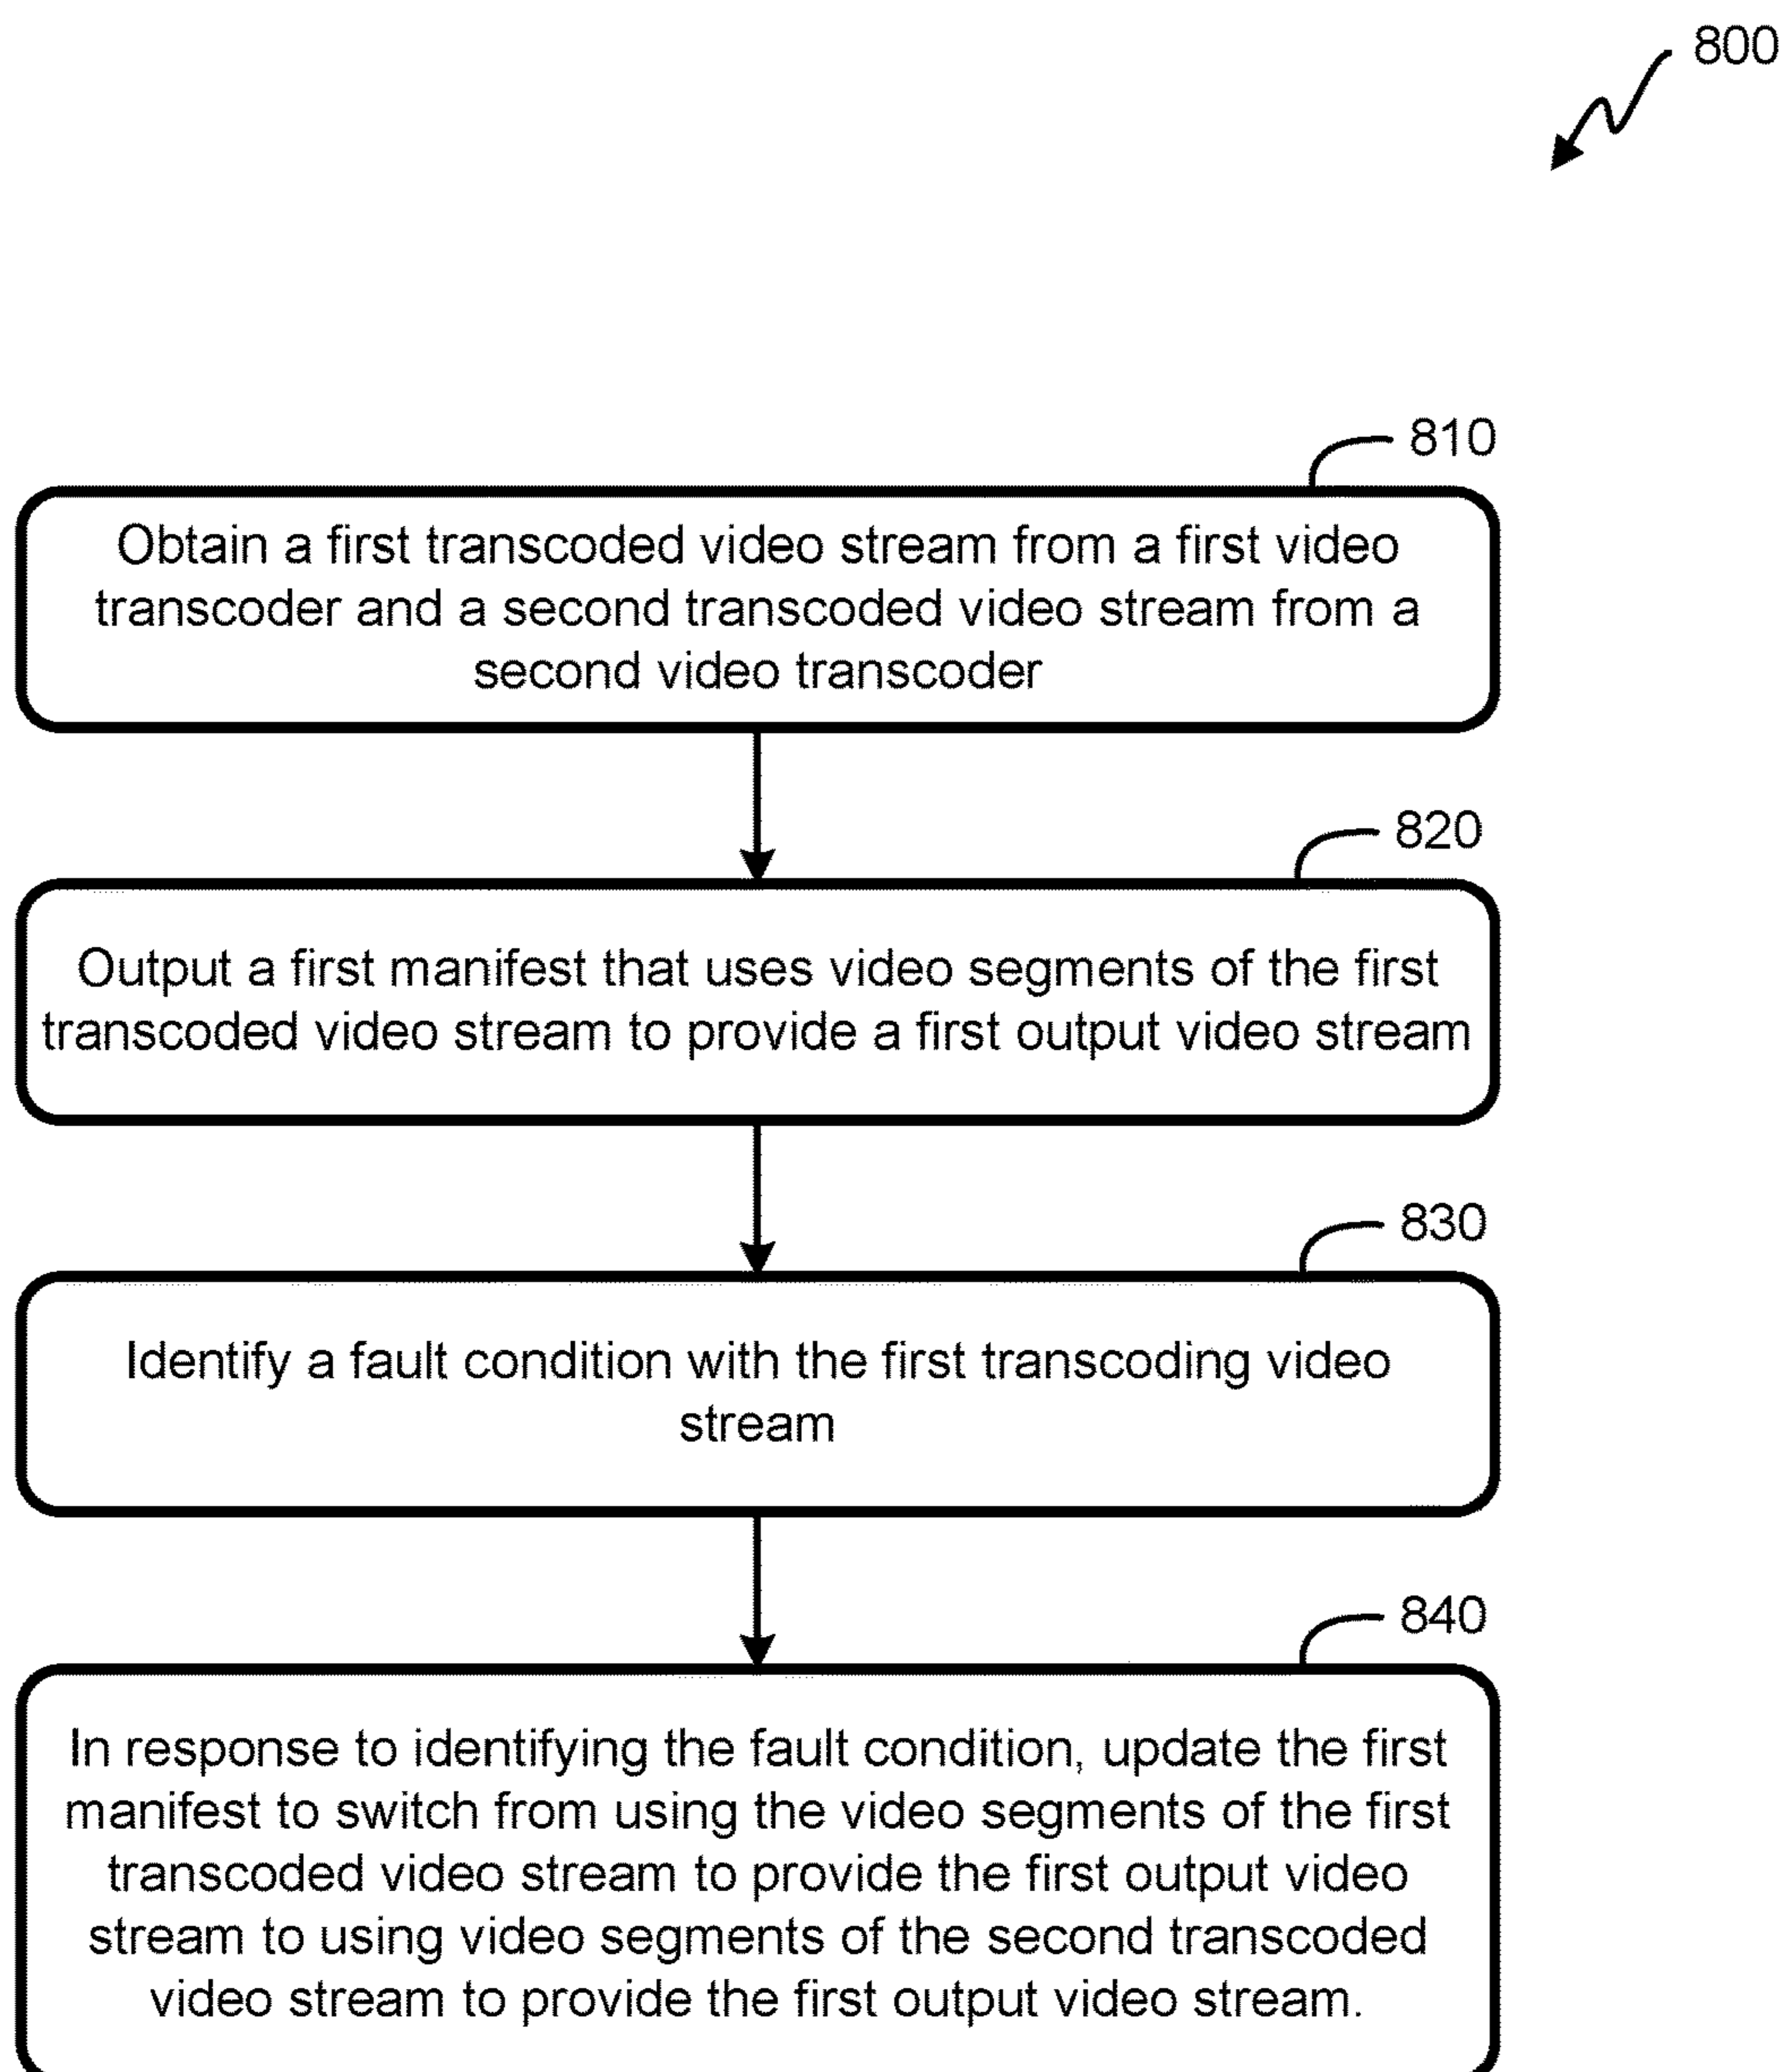 800
810
Obtain a first transcoded video stream from a first video
transcoder and a second transcoded video stream from a
second video transcoder
820
Output a first manifest that uses video segments of the first
transcoded video stream to provide a first output video stream
830
Identify a fault condition with the first transcoding video
stream
840
In response to identifying the fault condition, update the first
manifest to switch from using the video segments of the first
transcoded video stream to provide the first output video
stream to using video segments of the second transcoded
video stream to provide the first output video stream.